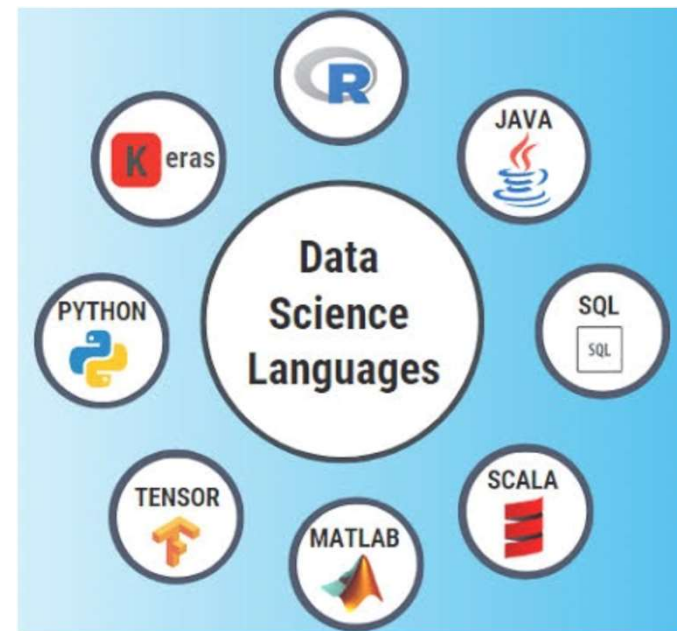 R
JAVA
K eras
Data
Science
Languages
PYTHON
SQL
SQL
TENSOR
SCALA
MATLAB